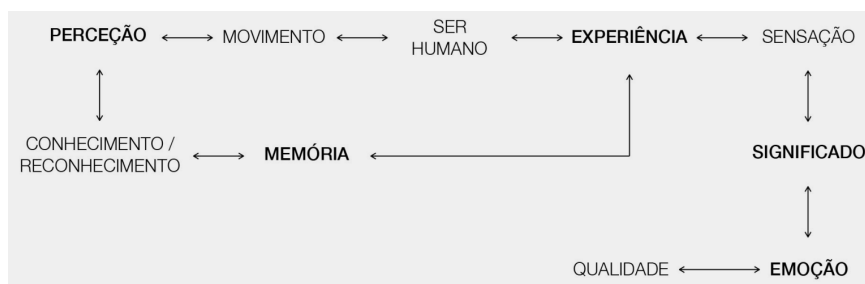 PERCEÇÃO
MOVIMENTO
SER
HUMANO
EXPERIÊNCIA
SENSAÇÃO
CONHECIMENTO /
RECONHECIMENTO
MEMÓRIA
SIGNIFICADO
QUALIDADE
EMOÇÃO